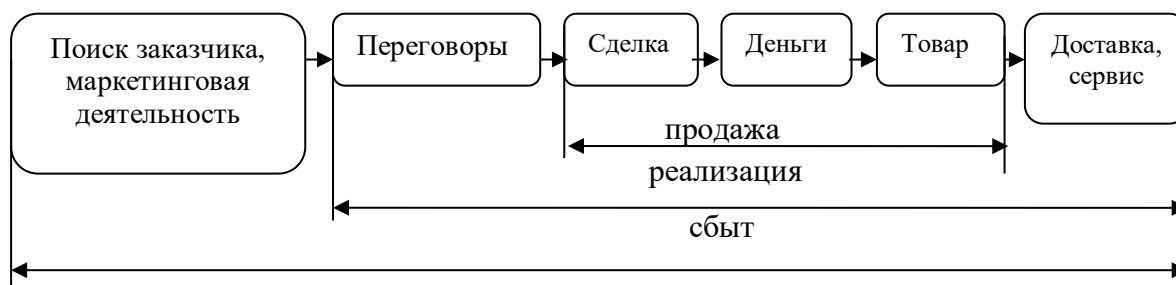 Поиск заказчика,
маркетинговая
деятельность
Переговоры
Сделка
Деньги
Товар
Доставка,
сервис
продажа
реализация
сбыт